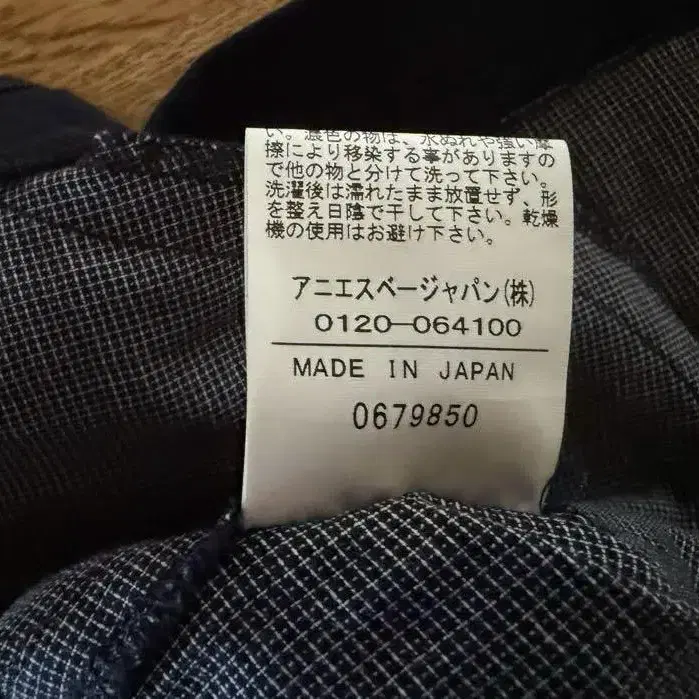 い。濃色の物は、水ぬれや強い摩
擦により移染する事がありますの
で他の物と分けて洗って下さい。
洗濯後は濡れたまま放置せず、形
を整え日陰で干して下さい。乾燥
機の使用はお避け下さい。
アニエスベージャパン(株)
0120-064100
MADE IN JAPAN
0679850